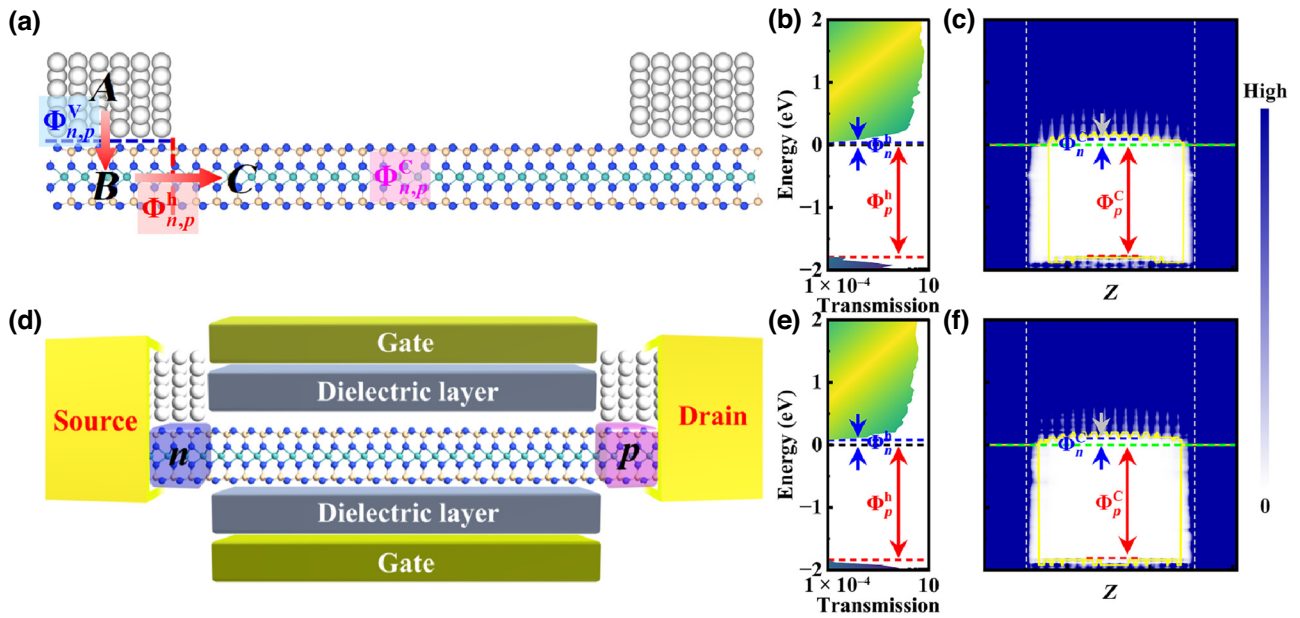 (a)
A
Φ^V_{n,p}
B
C
Φ^h_{n,p}
Φ^C_{n,p}
(b)
2
1
0
−1
−2
Energy (eV)
Φ^h_n
Φ^h_p
1 × 10⁻⁴ 10
Transmission
(c)
Φ^C_n
Φ^C_p
Z
High
0
(d)
Gate
Dielectric layer
Source
Drain
n
p
Dielectric layer
Gate
(e)
2
1
0
−1
−2
Energy (eV)
Φ^h_n
Φ^h_p
1 × 10⁻⁴ 10
Transmission
(f)
Φ^C_n
Φ^C_p
Z